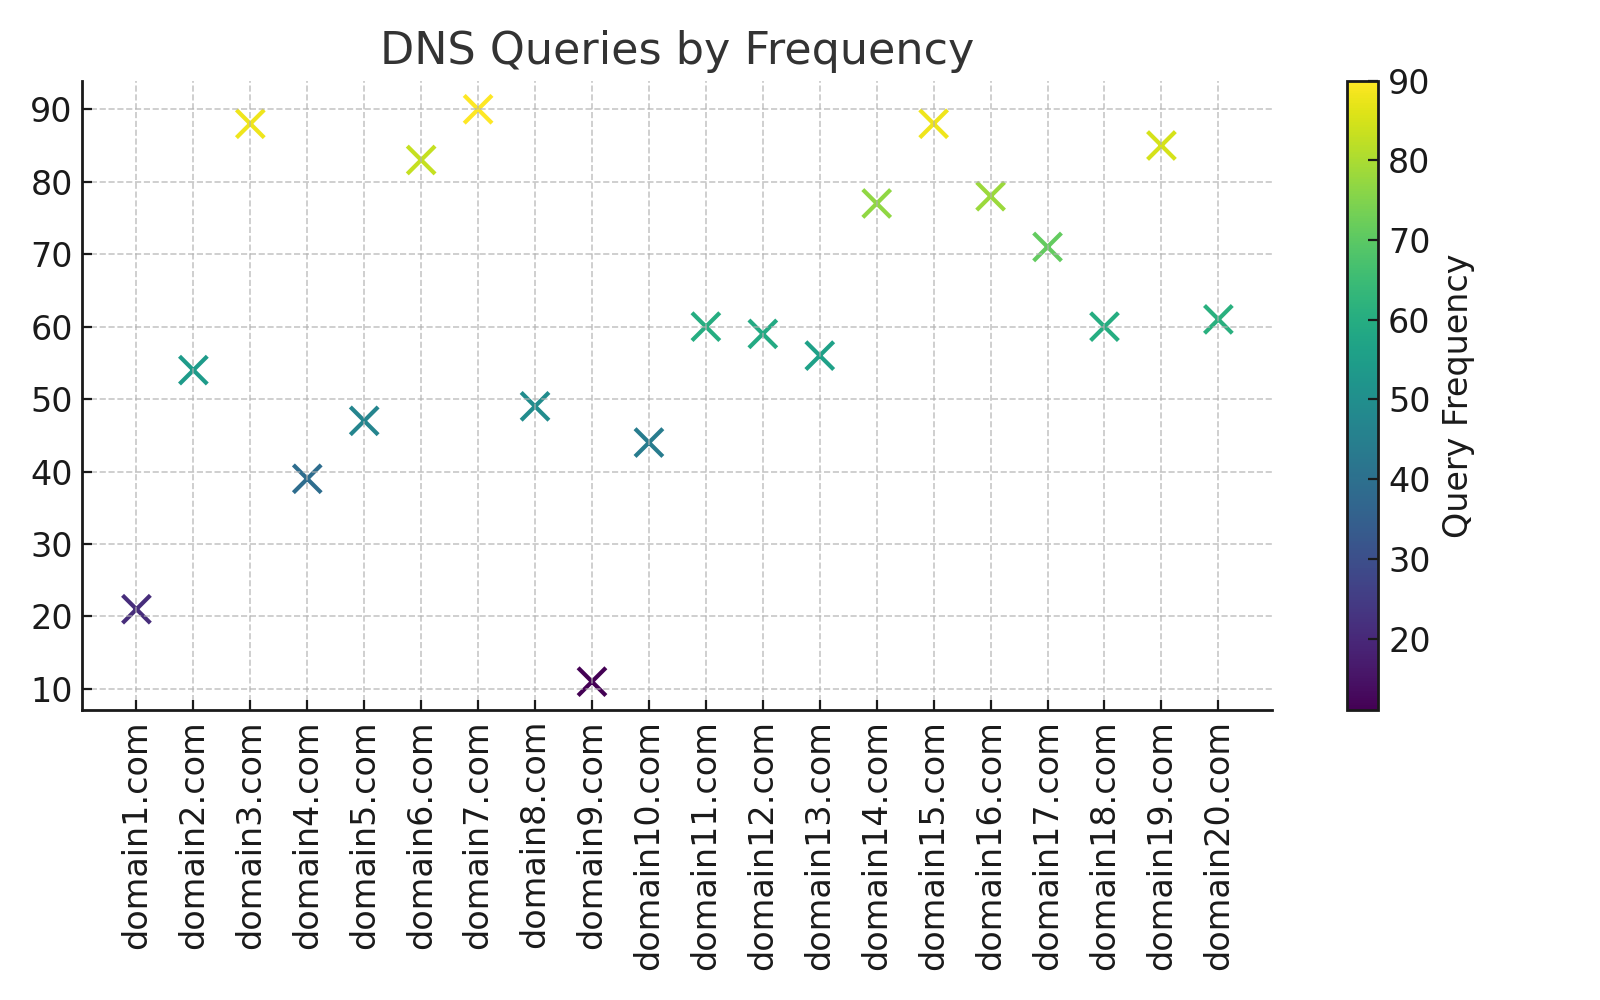 DNS Queries by Frequency
90
80
70
60
50
40
30
20
10
domain1.com
domain2.com
domain3.com
domain4.com
domain5.com
domain6.com
domain7.com
domain8.com
domain9.com
domain10.com
domain11.com
domain12.com
domain13.com
domain14.com
domain15.com
domain16.com
domain17.com
domain18.com
domain19.com
domain20.com
90
80
70
60
50
40
30
20
Query Frequency